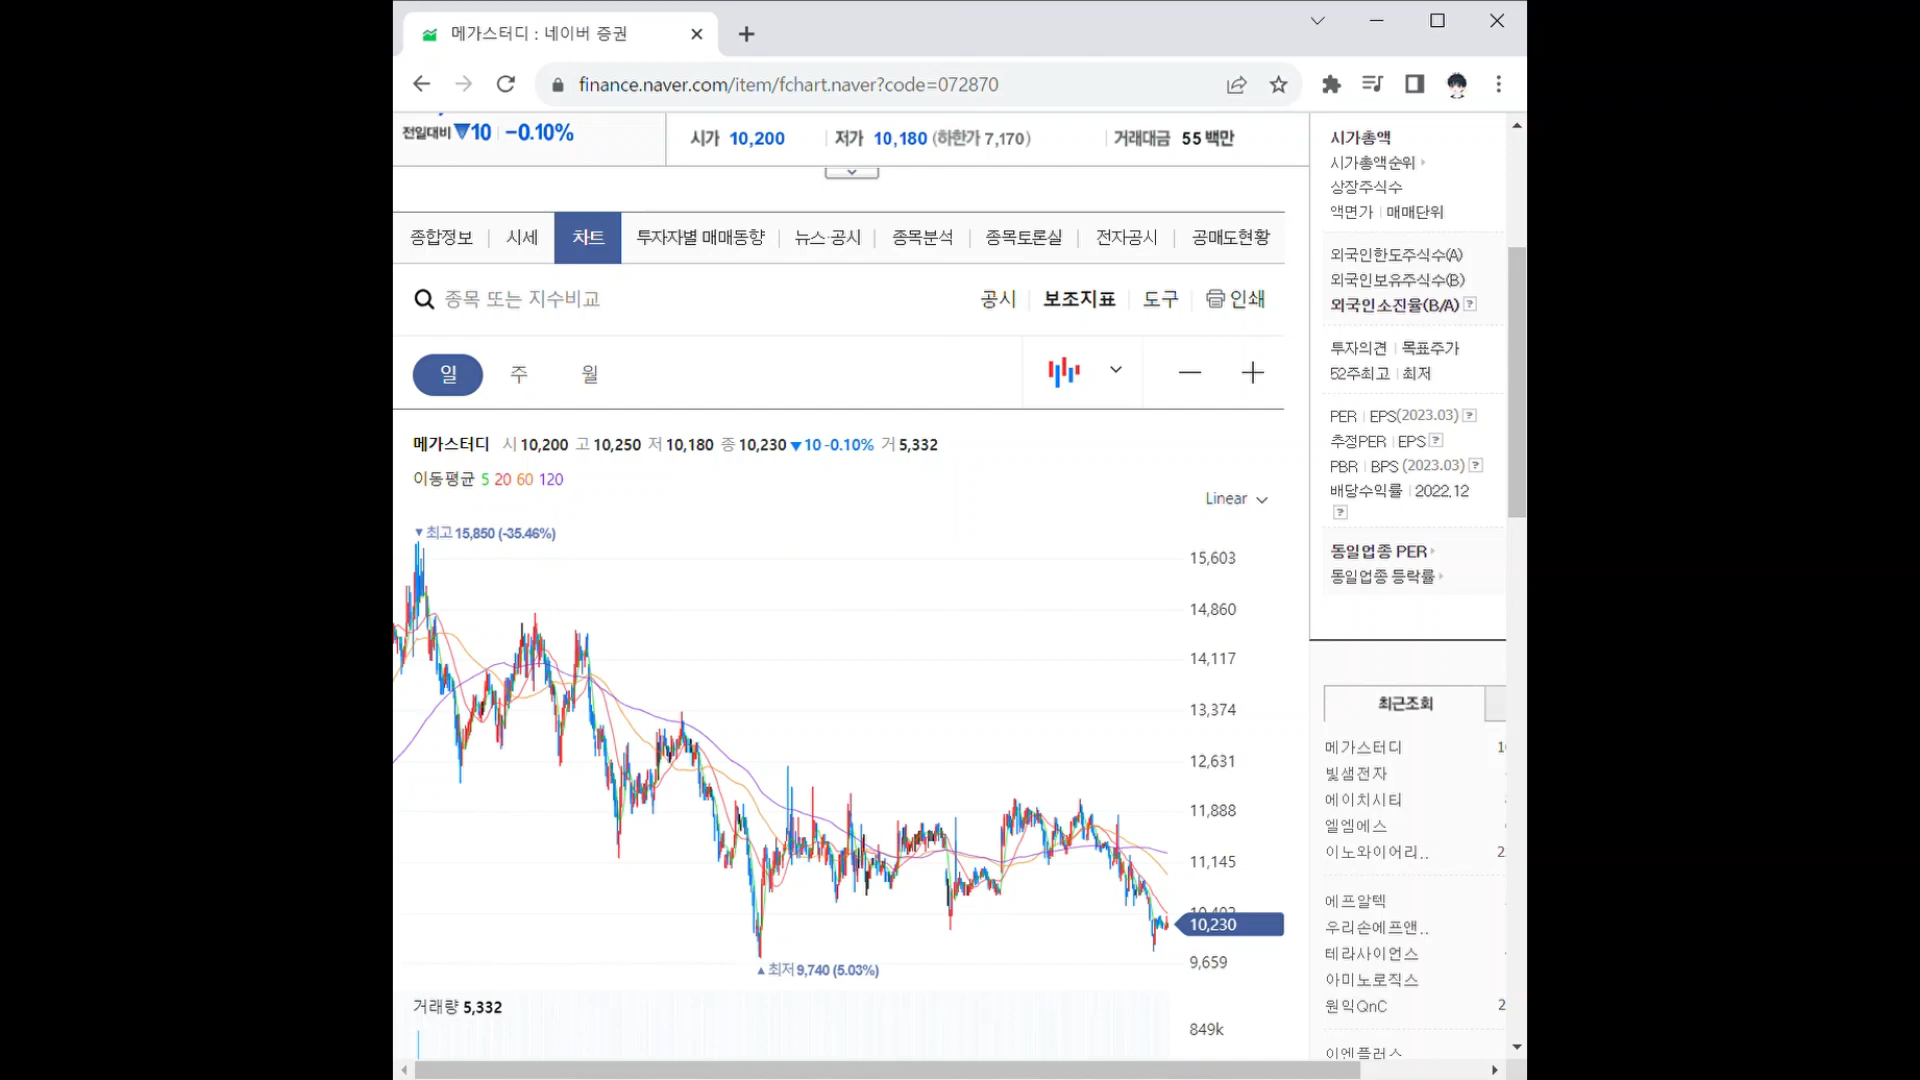 메가스터디 : 네이버 증권
finance.naver.com/item/fchart.naver?code=072870
전일대비 ▼10 -0.10%
시가 10,200 저가 10,180 (하한가 7,170) 거래대금 55 백만
종합정보 시세 차트 투자자별 매매동향 뉴스·공시 종목분석 종목토론실 전자공시 공매도현황
종목 또는 지수비교
공시 보조지표 도구 인쇄
일 주 월
메가스터디 시 10,200 고 10,250 저 10,180 종 10,230 ▼10 -0.10% 거 5,332
이동평균 5 20 60 120
Linear
▼최고 15,850 (-35.46%)
15,603
14,860
14,117
13,374
12,631
11,888
11,145
10,230
9,659
▲최저 9,740 (5.03%)
거래량 5,332
849k
시가총액
시가총액순위
상장주식수
액면가 | 매매단위
외국인한도주식수(A)
외국인보유주식수(B)
외국인소진율(B/A) ?
투자의견 | 목표주가
52주최고 | 최저
PER | EPS(2023.03) ?
추정PER | EPS ?
PBR | BPS (2023.03) ?
배당수익률 | 2022.12
?
동일업종 PER
동일업종 등락률
최근조회
메가스터디
빛샘전자
에이치시티
엘엠에스
이노와이어리..
에프알텍
우리손에프앤..
테라사이언스
아미노로직스
원익QnC
이엔플러스